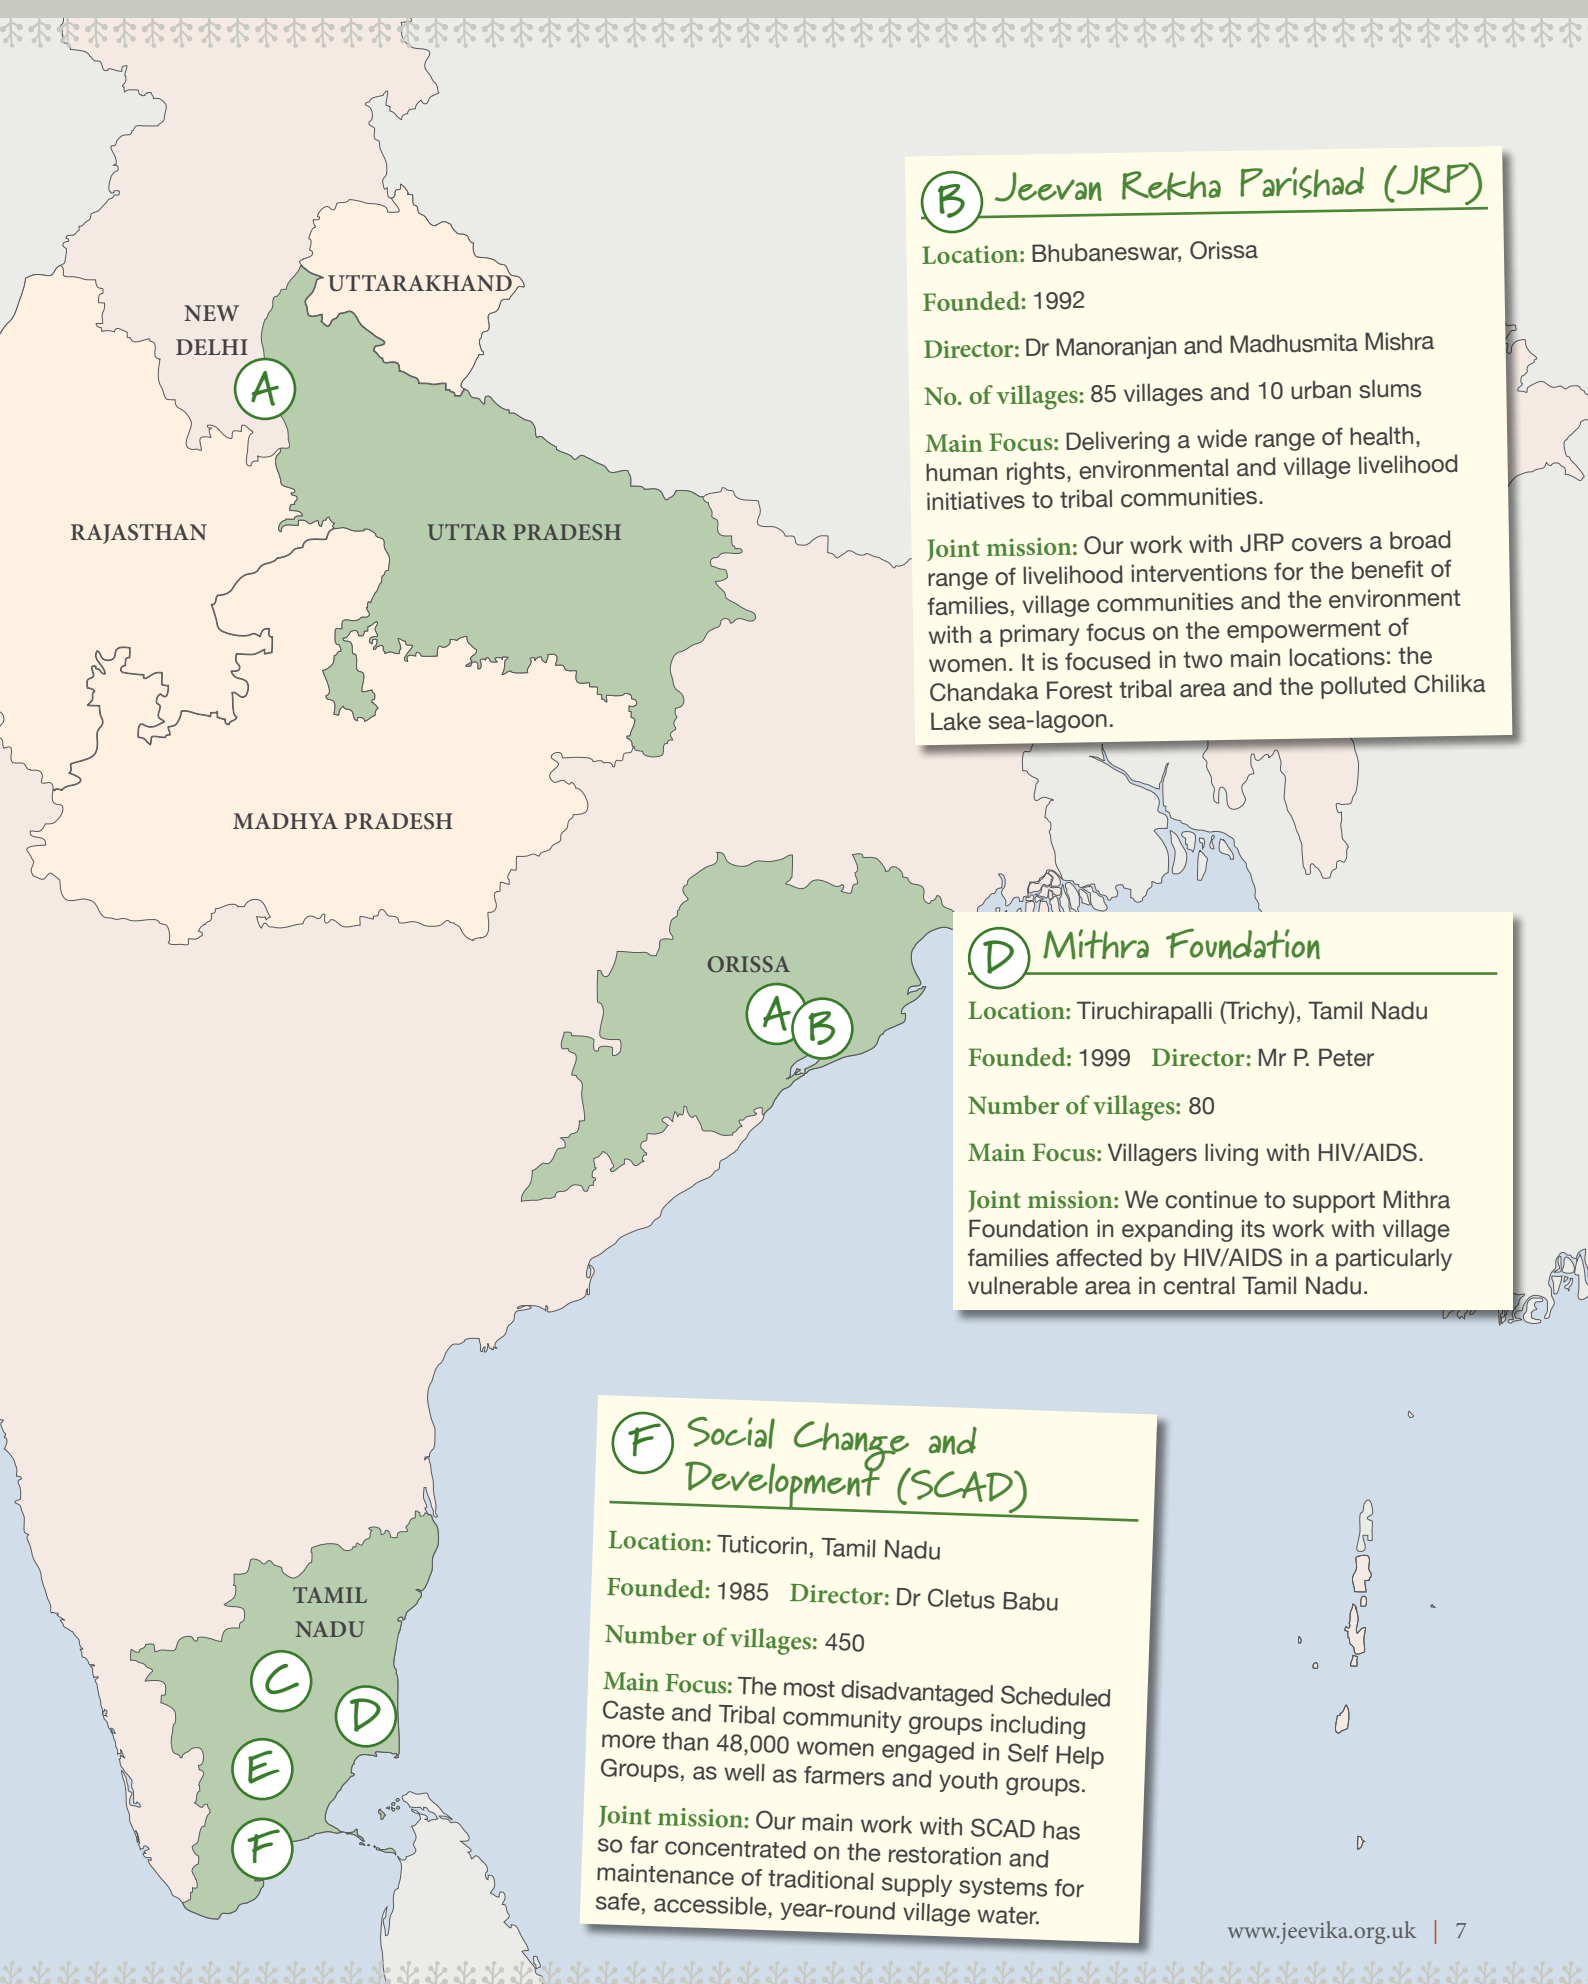 UTTARAKHAND
NEW
DELHI
A
RAJASTHAN
UTTAR PRADESH
MADHYA PRADESH
ORISSA
A
B
TAMIL
NADU
C
D
E
F
B Jeevan Rekha Parishad (JRP)
Location: Bhubaneswar, Orissa
Founded: 1992
Director: Dr Manoranjan and Madhusmita Mishra
No. of villages: 85 villages and 10 urban slums
Main Focus: Delivering a wide range of health,
human rights, environmental and village livelihood
initiatives to tribal communities.
Joint mission: Our work with JRP covers a broad
range of livelihood interventions for the benefit of
families, village communities and the environment
with a primary focus on the empowerment of
women. It is focused in two main locations: the
Chandaka Forest tribal area and the polluted Chilika
Lake sea-lagoon.
D Mithra Foundation
Location: Tiruchirapalli (Trichy), Tamil Nadu
Founded: 1999 Director: Mr P. Peter
Number of villages: 80
Main Focus: Villagers living with HIV/AIDS.
Joint mission: We continue to support Mithra
Foundation in expanding its work with village
families affected by HIV/AIDS in a particularly
vulnerable area in central Tamil Nadu.
F Social Change and
Development (SCAD)
Location: Tuticorin, Tamil Nadu
Founded: 1985 Director: Dr Cletus Babu
Number of villages: 450
Main Focus: The most disadvantaged Scheduled
Caste and Tribal community groups including
more than 48,000 women engaged in Self Help
Groups, as well as farmers and youth groups.
Joint mission: Our main work with SCAD has
so far concentrated on the restoration and
maintenance of traditional supply systems for
safe, accessible, year-round village water.
www.jeevika.org.uk | 7